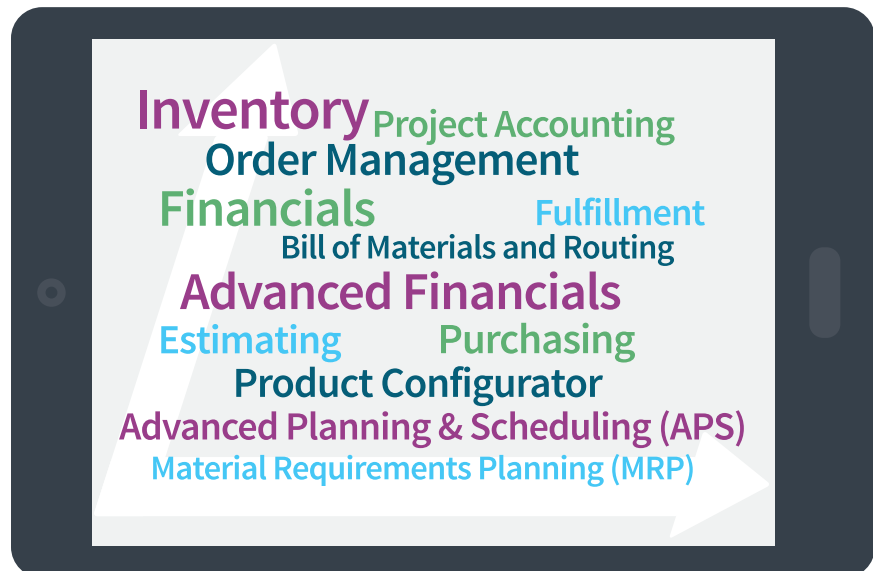 Inventory Project Accounting
Order Management
Financials Fulfillment
Bill of Materials and Routing
Advanced Financials
Estimating Purchasing
Product Configurator
Advanced Planning & Scheduling (APS)
Material Requirements Planning (MRP)